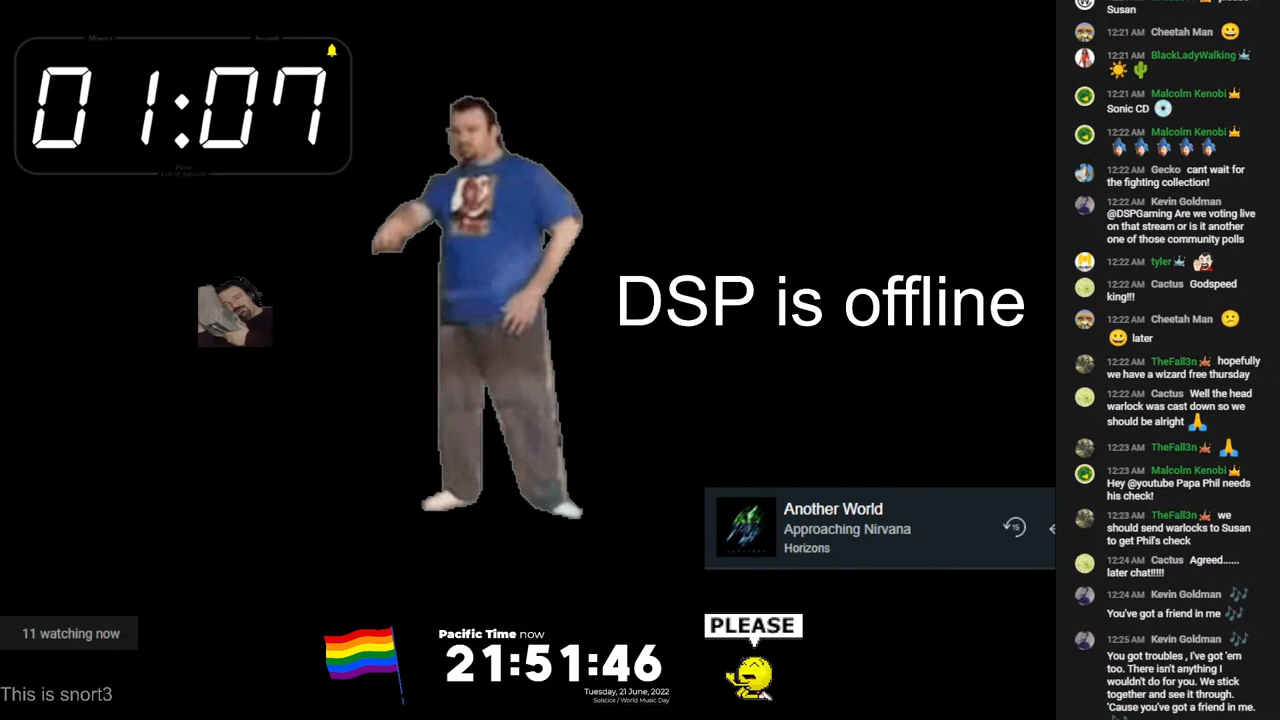 Minutes
Seconds
01:07
DSP is offline
Another World
Approaching Nirvana
Horizons
15
11 watching now
This is snort3
Pacific Time now
21:51:46
Tuesday, 21 June, 2022
Solstice / World Music Day
PLEASE
Susan
12:21 AM Cheetah Man
12:21 AM BlackLadyWalking
12:21 AM Malcolm Kenobi
Sonic CD
12:22 AM Malcolm Kenobi
12:22 AM Gecko cant wait for
the fighting collection!
12:22 AM Kevin Goldman
@DSPGaming Are we voting live
on that stream or is it another
one of those community polls
12:22 AM tyler
12:22 AM Cactus Godspeed
king!!!
12:22 AM Cheetah Man
later
12:22 AM TheFall3n hopefully
we have a wizard free thursday
12:22 AM Cactus Well the head
warlock was cast down so we
should be alright
12:23 AM TheFall3n
12:23 AM Malcolm Kenobi
Hey @youtube Papa Phil needs
his check!
12:23 AM TheFall3n we
should send warlocks to Susan
to get Phil's check
12:24 AM Cactus Agreed......
later chat!!!!!
12:24 AM Kevin Goldman
You've got a friend in me
12:25 AM Kevin Goldman
You got troubles , I've got 'em
too. There isn't anything I
wouldn't do for you. We stick
together and see it through.
'Cause you've got a friend in me.